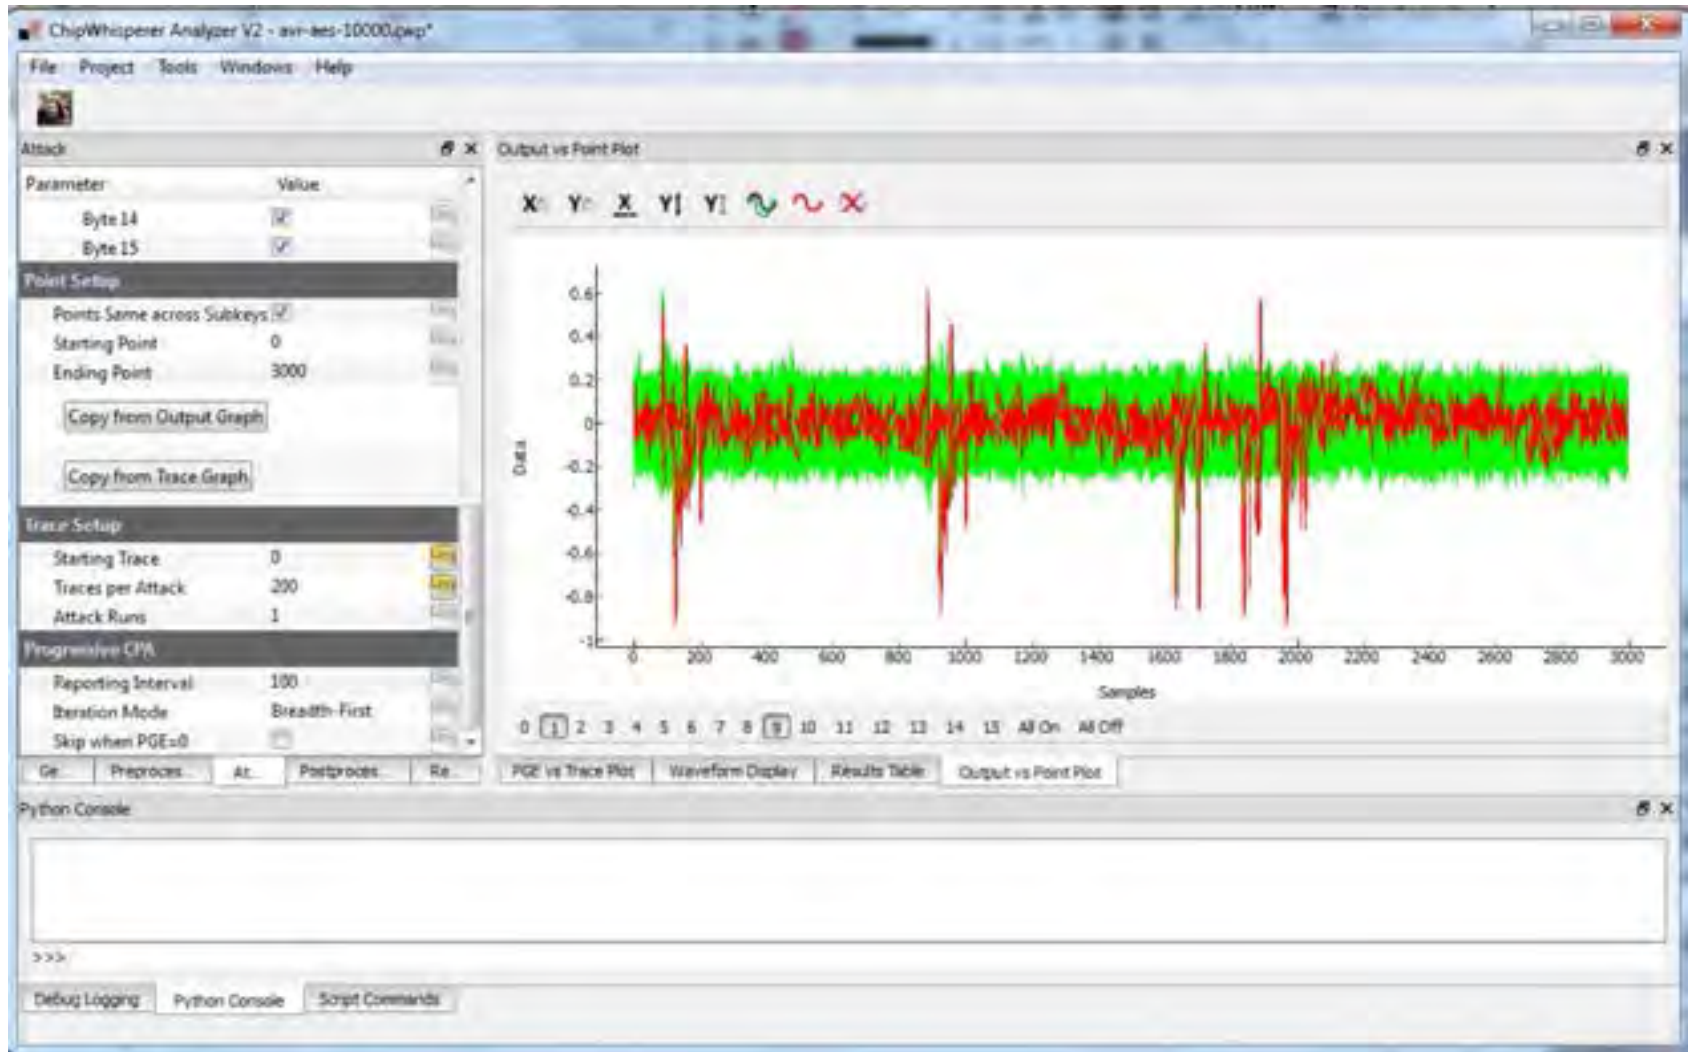 ChipWhisperer Analyzer V2 - avr-aes-10000.cwp*
File Project Tools Windows Help
Attack
Parameter Value
Byte 14
Byte 15
Point Setup
Points Same across Subkeys
Starting Point 0
Ending Point 3000
Copy from Output Graph
Copy from Trace Graph
Trace Setup
Starting Trace 0
Traces per Attack 200
Attack Runs 1
Progressive CPA
Reporting Interval 100
Iteration Mode Breadth-First
Skip when PGE=0
Ge... Preproces... At... Postproces... Re...
Output vs Point Plot
X Y X Y Y
0.6
0.4
0.2
0
-0.2
-0.4
-0.6
-0.8
-1
Data
0 200 400 600 800 1000 1200 1400 1600 1800 2000 2200 2400 2600 2800 3000
Samples
0 1 2 3 4 5 6 7 8 9 10 11 12 13 14 15 All On All Off
PGE vs Trace Plot Waveform Display Results Table Output vs Point Plot
Python Console
>>>
Debug Logging Python Console Script Commands